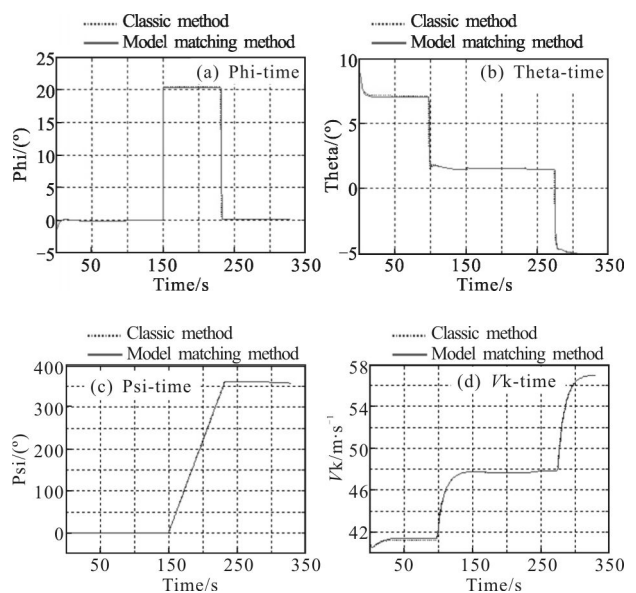 Classic method
Model matching method
(a) Phi-time
Phi/(°)
25
20
15
10
5
0
−5
50
150
250
350
Time/s
Classic method
Model matching method
(b) Theta-time
Theta/(°)
10
5
0
−5
50
150
250
350
Time/s
Classic method
Model matching method
(c) Psi-time
Psi/(°)
400
300
200
100
0
50
150
250
350
Time/s
Classic method
Model matching method
(d) Vk-time
Vk/m·s⁻¹
58
54
50
46
42
50
150
250
350
Time/s